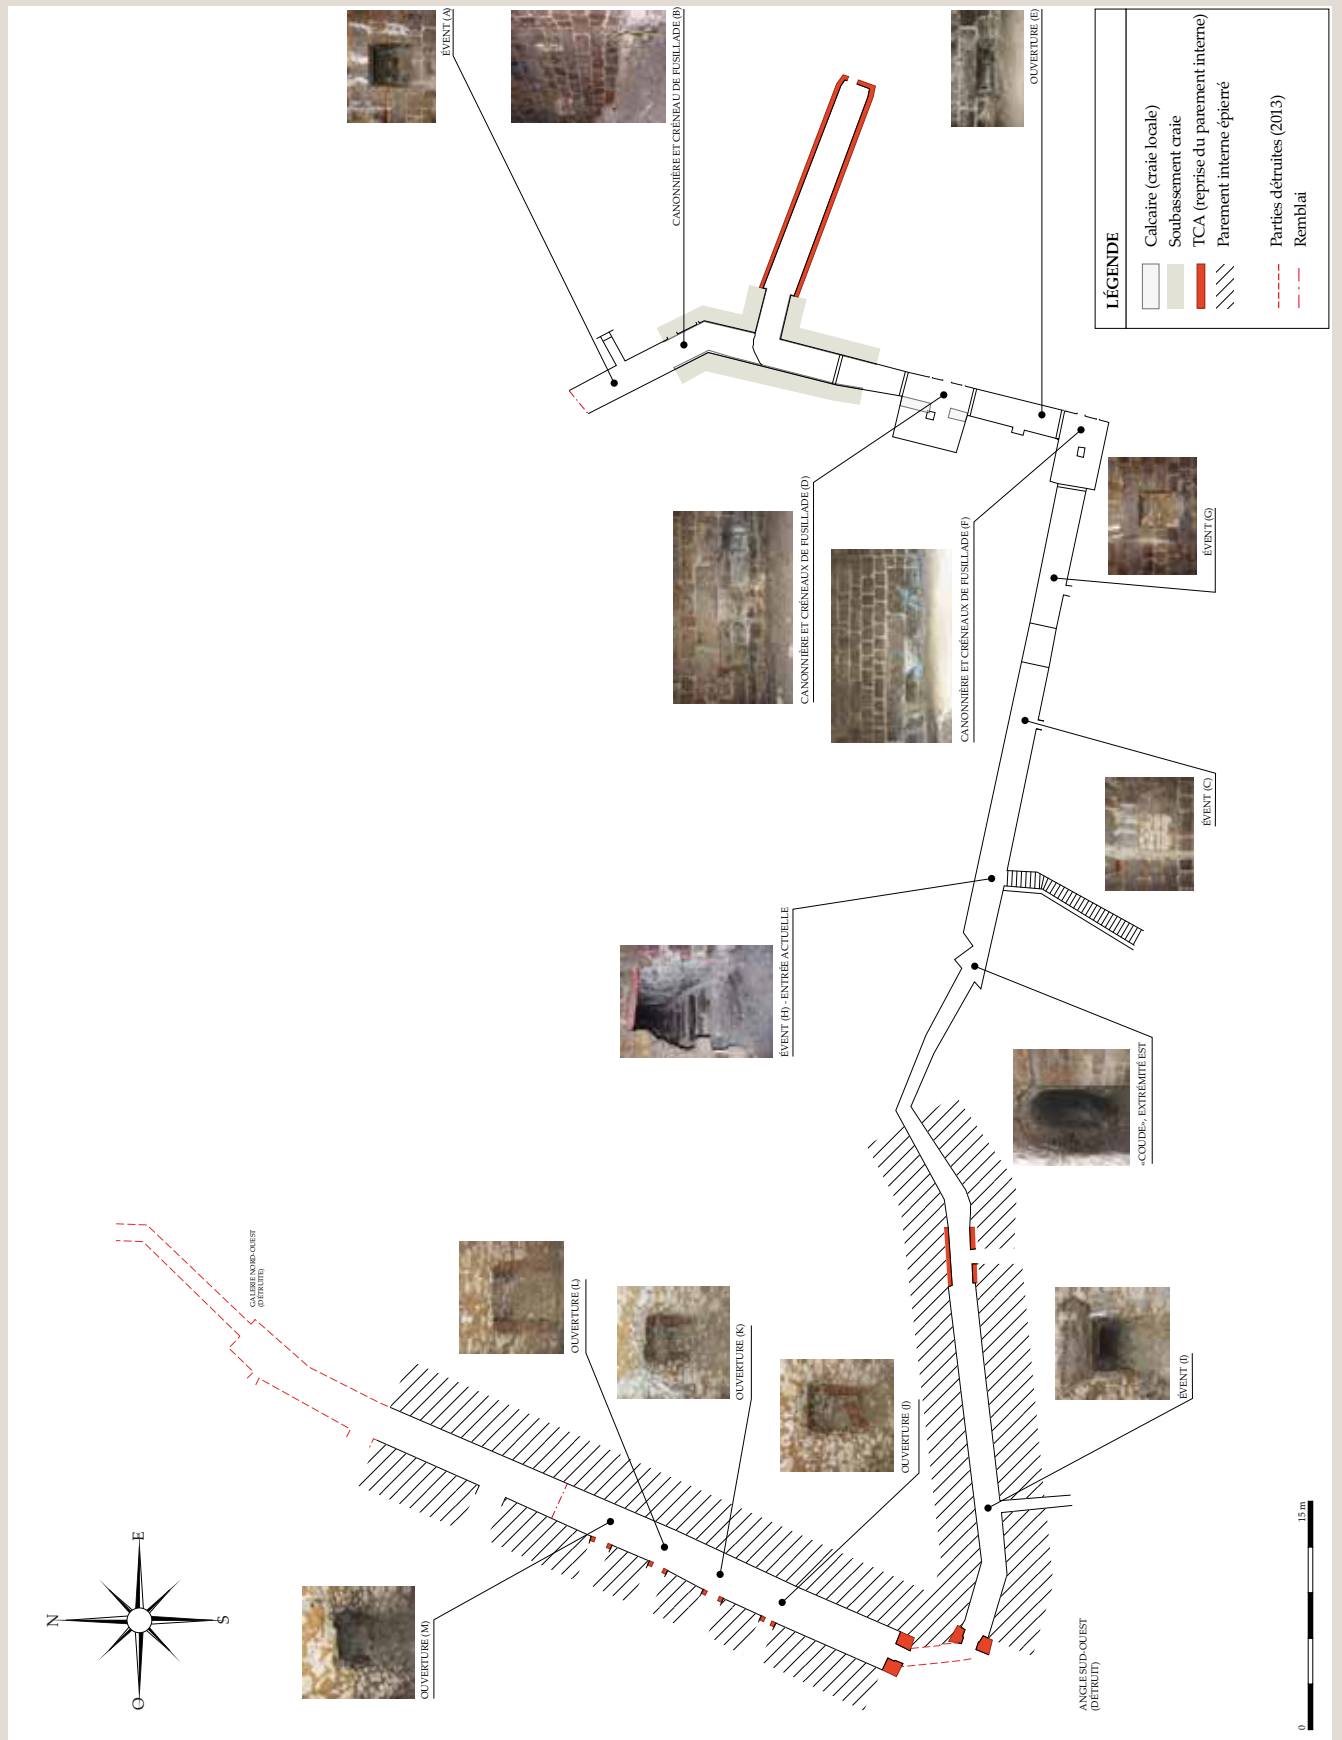 ÉVENT (A)
CANONNIÈRE ET CRÉNEAU DE FUSILLADE (B)
OUVERTURE (E)
LÉGENDE
Calcaire (craie locale)
Soubassement craie
TCA (reprise du parement interne)
Parement interne épierré
Parties détruites (2013)
Remblai
CANONNIÈRE ET CRÉNEAUX DE FUSILLADE (D)
CANONNIÈRE ET CRÉNEAUX DE FUSILLADE (F)
ÉVENT (G)
ÉVENT (C)
ÉVENT (H) - ENTRÉE ACTUELLE
«COUDE», EXTRÉMITÉ EST
GALERIE NORD-OUEST
(DÉTRUITE)
OUVERTURE (L)
OUVERTURE (K)
OUVERTURE (J)
ÉVENT (I)
OUVERTURE (M)
ANGLE SUD-OUEST
(DÉTRUIT)
N
E
S
O
0
15 m